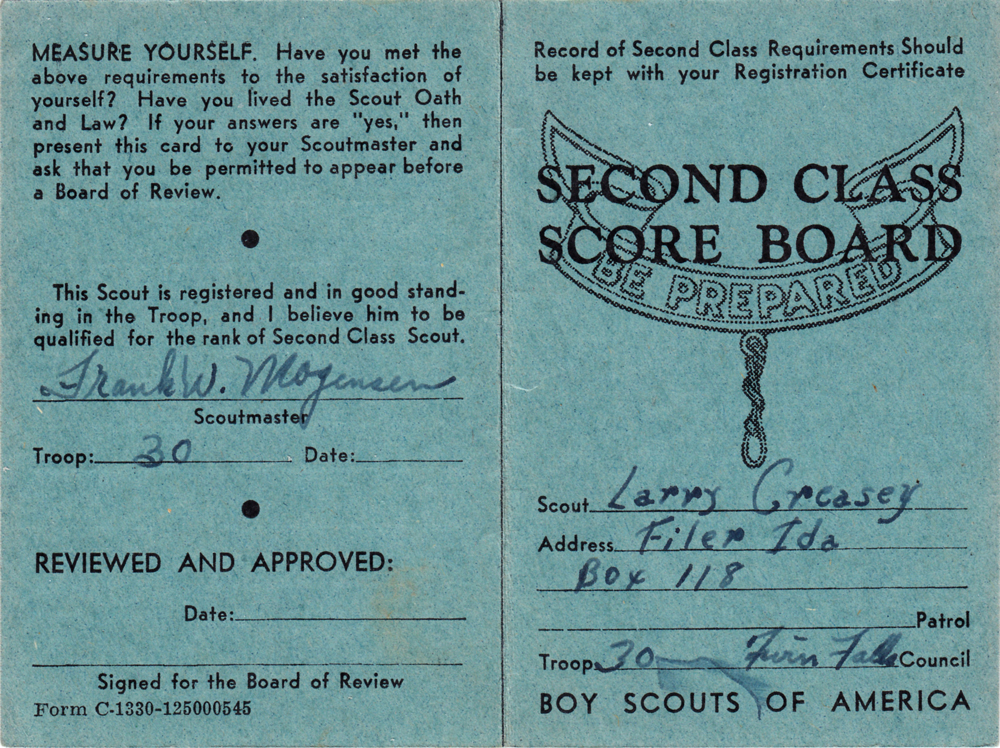 MEASURE YOURSELF. Have you met the
above requirements to the satisfaction of
yourself? Have you lived the Scout Oath
and Law? If your answers are "yes," then
present this card to your Scoutmaster and
ask that you be permitted to appear before
a Board of Review.
This Scout is registered and in good stand-
ing in the Troop, and I believe him to be
qualified for the rank of Second Class Scout.
Frank W. Mogensen
Scoutmaster
Troop: 30 Date:
REVIEWED AND APPROVED:
Date:
Signed for the Board of Review
Form C-1330-125000545
Record of Second Class Requirements Should
be kept with your Registration Certificate
SECOND CLASS
SCORE BOARD
BE PREPARED
Scout Larry Creasey
Address Filer Ida
Box 118
Patrol
Troop 30 Twin Falls Council
BOY SCOUTS OF AMERICA